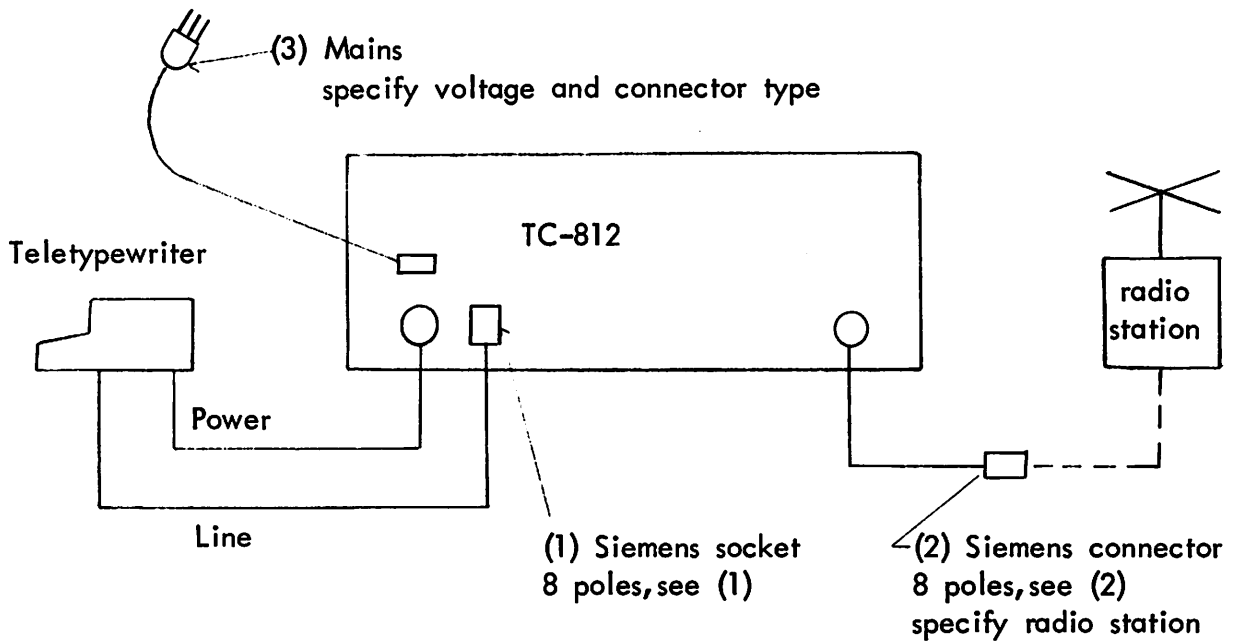 (3) Mains
specify voltage and connector type
TC-812
Teletypewriter
radio
station
Power
Line
(1) Siemens socket
8 poles, see (1)
(2) Siemens connector
8 poles, see (2)
specify radio station